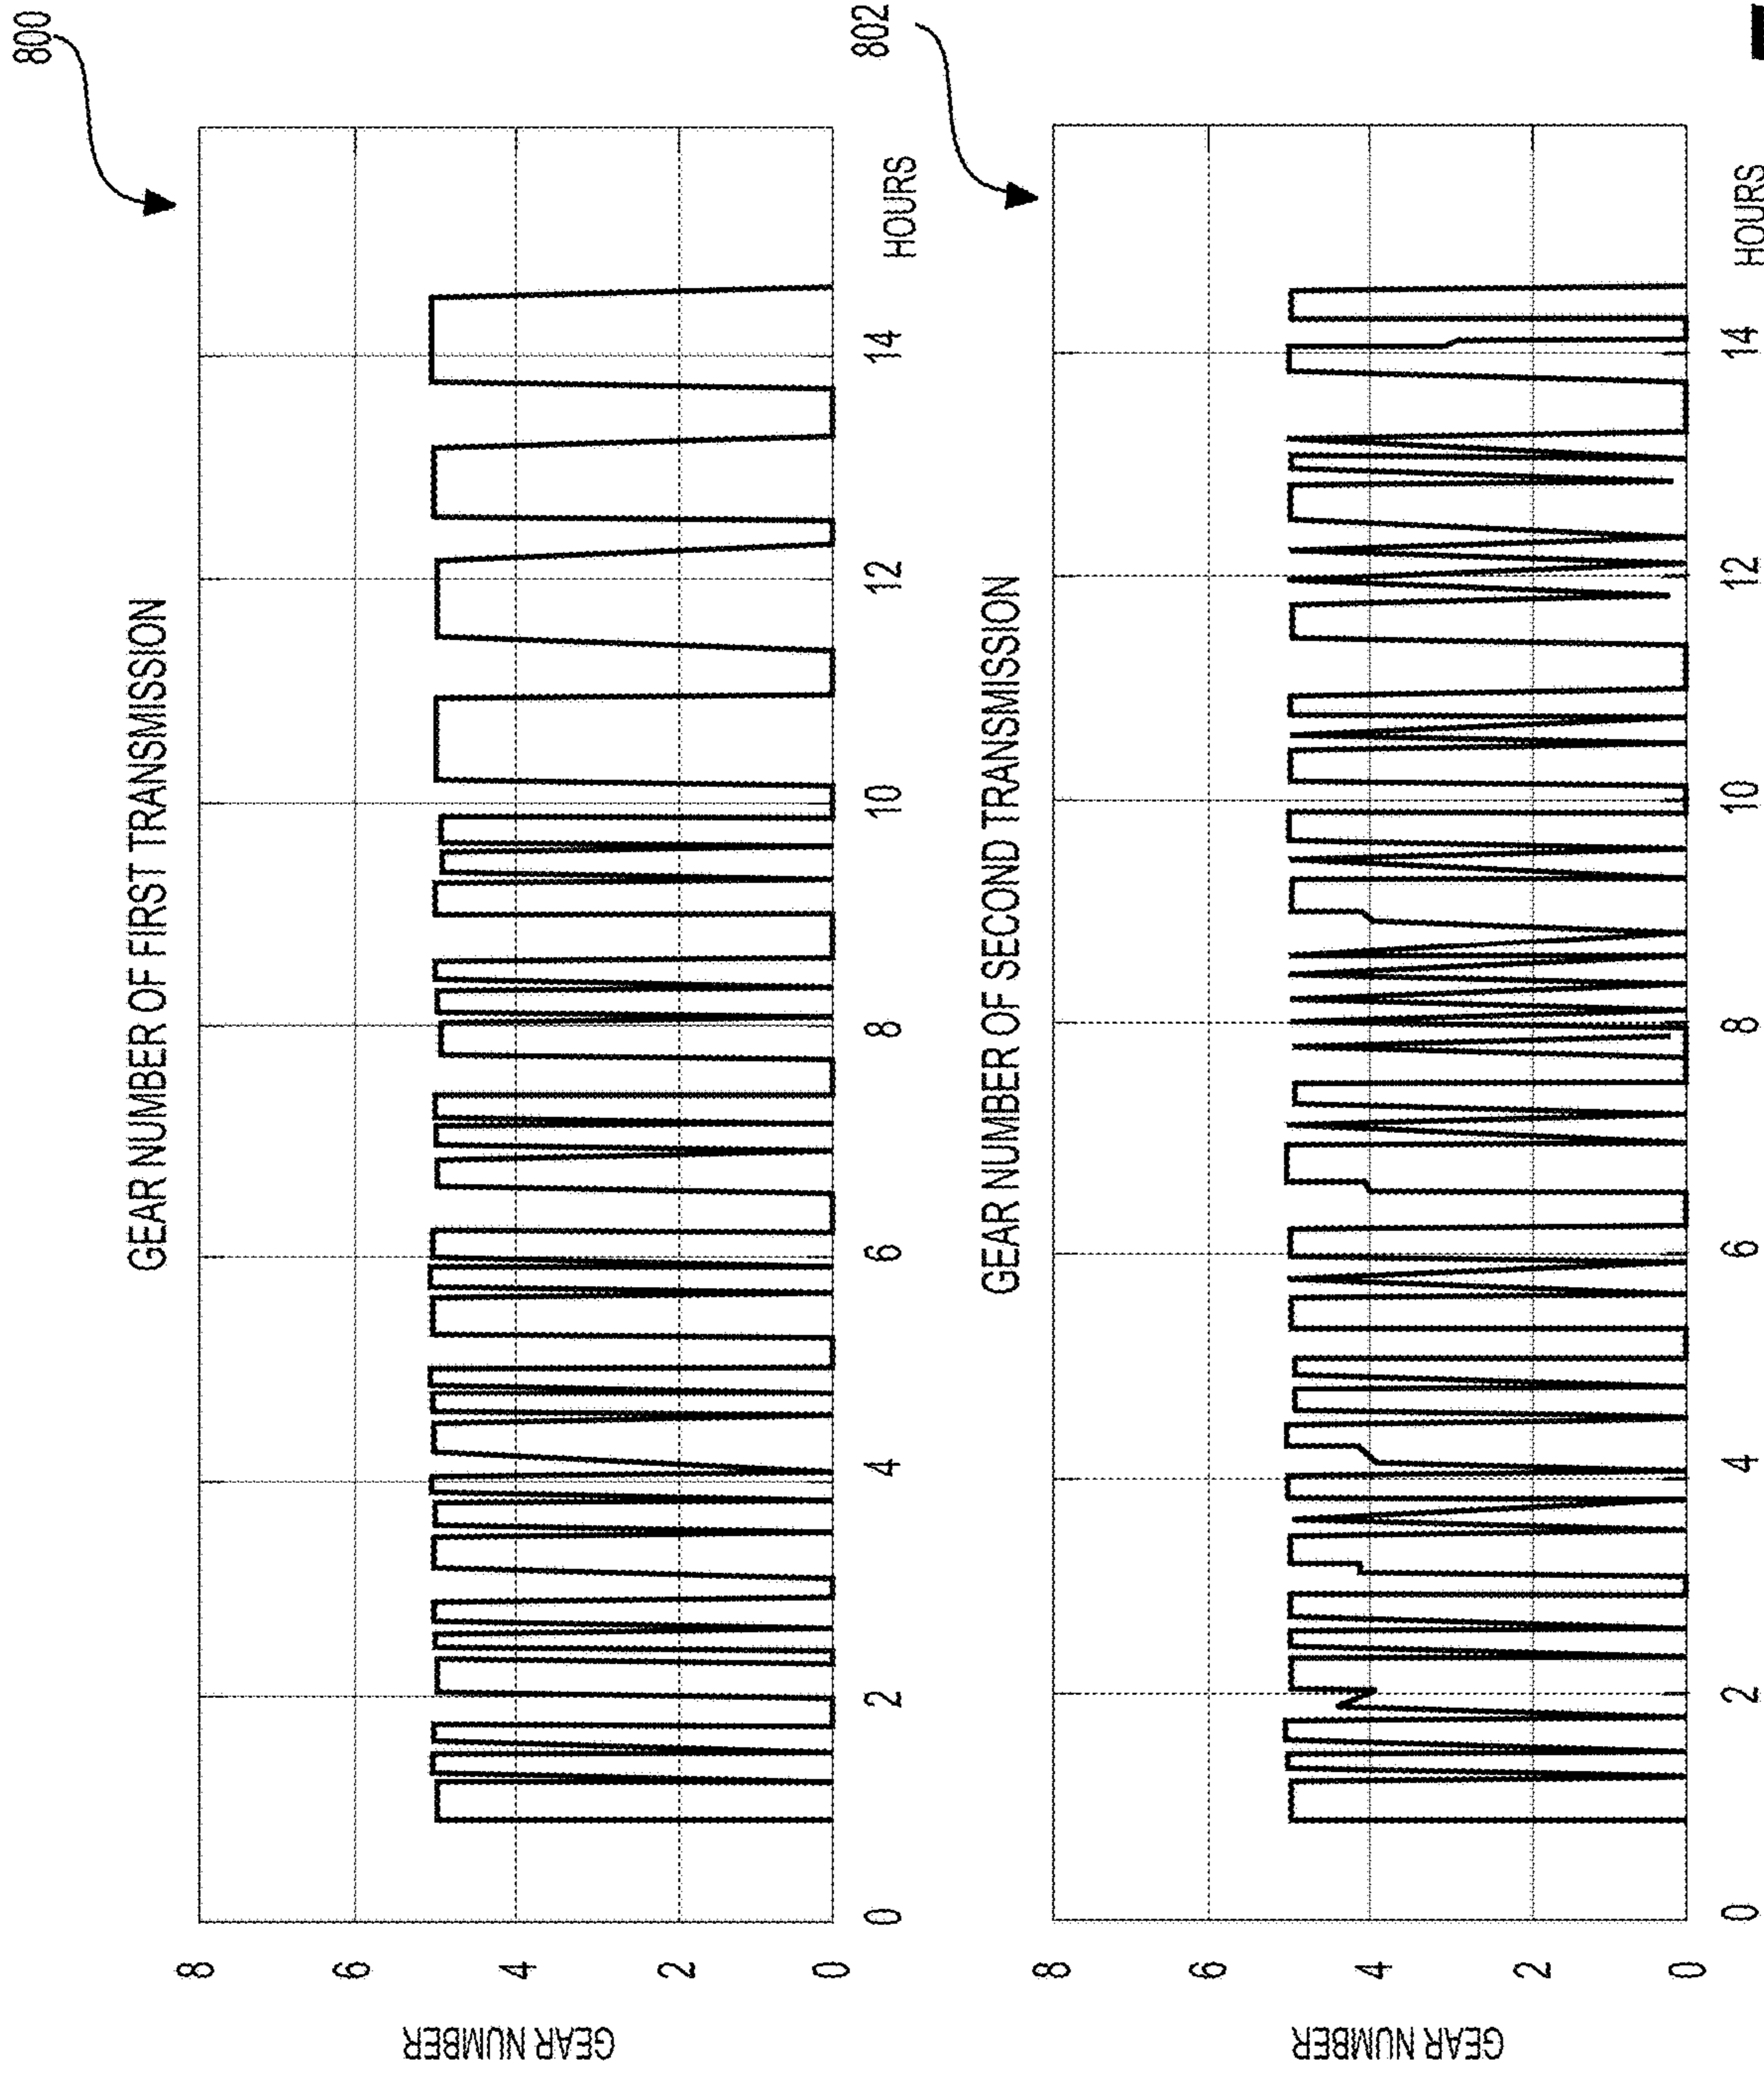 800
GEAR NUMBER OF FIRST TRANSMISSION
GEAR NUMBER
8
6
4
2
0
0 2 4 6 8 10 12 14
HOURS
802
GEAR NUMBER OF SECOND TRANSMISSION
GEAR NUMBER
8
6
4
2
0
0 2 4 6 8 10 12 14
HOURS